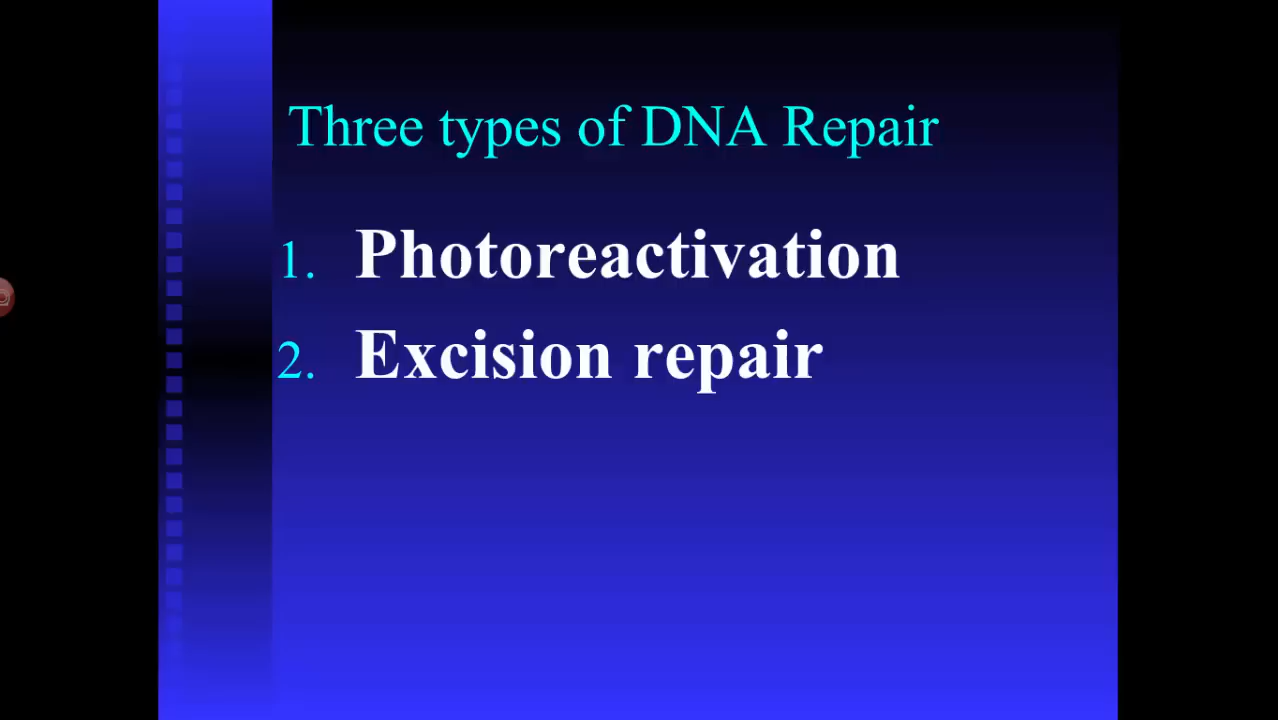 Three types of DNA Repair
1. Photoreactivation
2. Excision repair